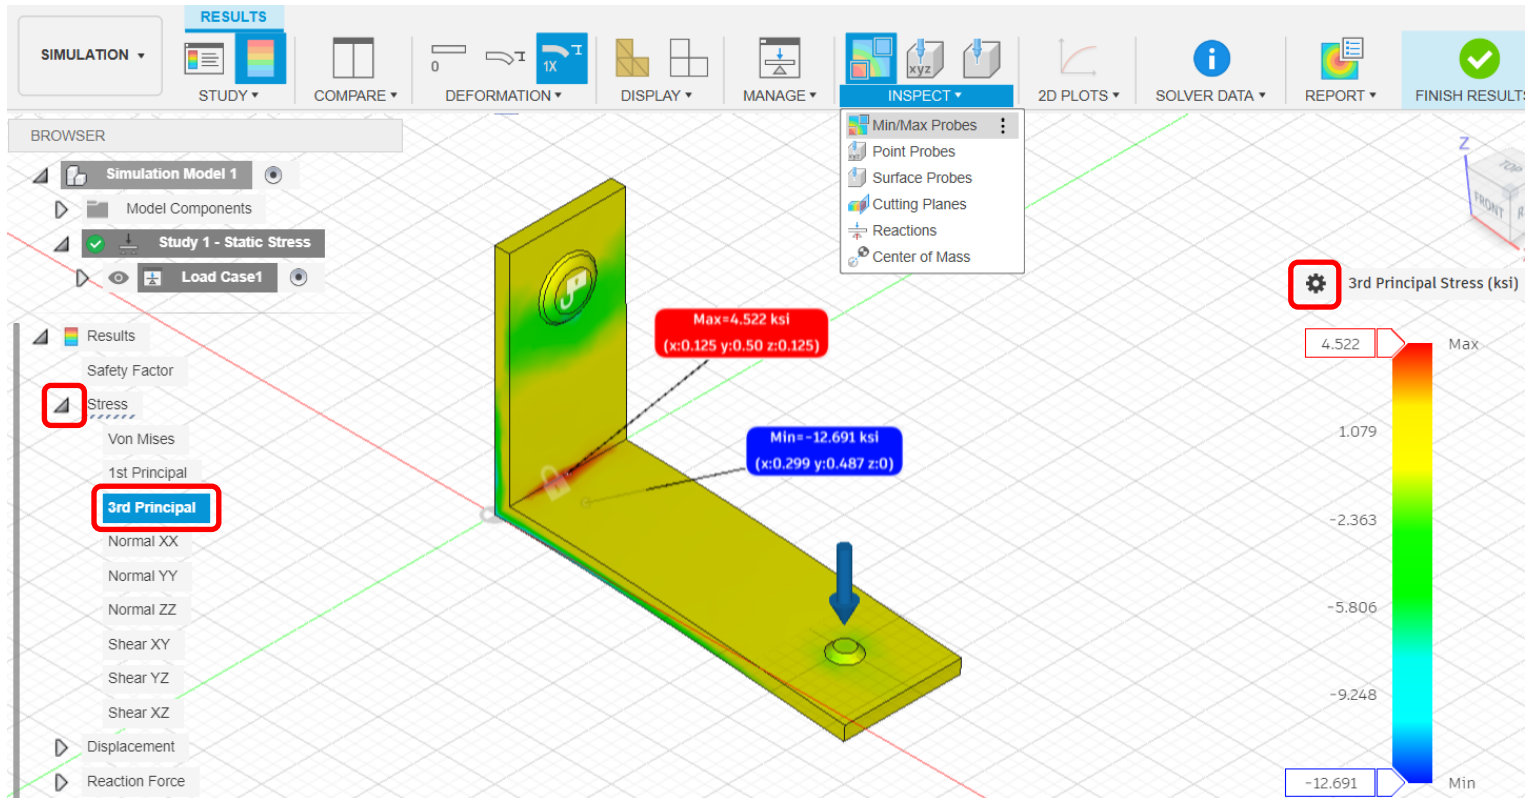 RESULTS
SIMULATION
STUDY
COMPARE
0
1X
DEFORMATION
DISPLAY
MANAGE
xyz
INSPECT
2D PLOTS
SOLVER DATA
REPORT
FINISH RESULTS
BROWSER
Simulation Model 1
Model Components
Study 1 - Static Stress
Load Case1
Results
Safety Factor
Stress
Von Mises
1st Principal
3rd Principal
Normal XX
Normal YY
Normal ZZ
Shear XY
Shear YZ
Shear XZ
Displacement
Reaction Force
Min/Max Probes
Point Probes
Surface Probes
Cutting Planes
Reactions
Center of Mass
Max=4.522 ksi
(x:0.125 y:0.50 z:0.125)
Min=-12.691 ksi
(x:0.299 y:0.487 z:0)
Z
TOP
FRONT
3rd Principal Stress (ksi)
4.522 Max
1.079
-2.363
-5.806
-9.248
-12.691 Min